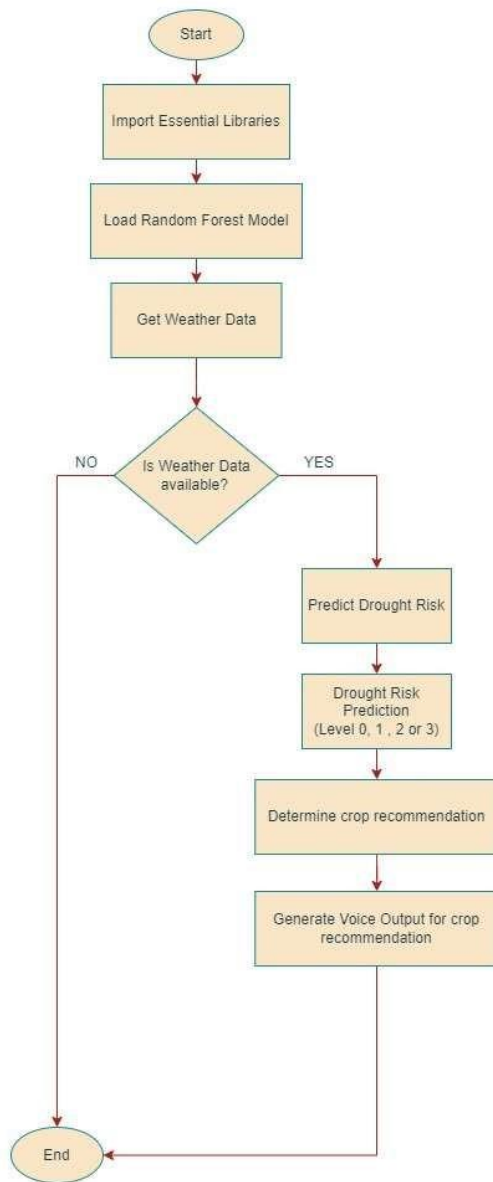 Start
Import Essential Libraries
Load Random Forest Model
Get Weather Data
Is Weather Data
available?
NO
YES
Predict Drought Risk
Drought Risk
Prediction
(Level 0, 1 , 2 or 3)
Determine crop recommendation
Generate Voice Output for crop
recommendation
End